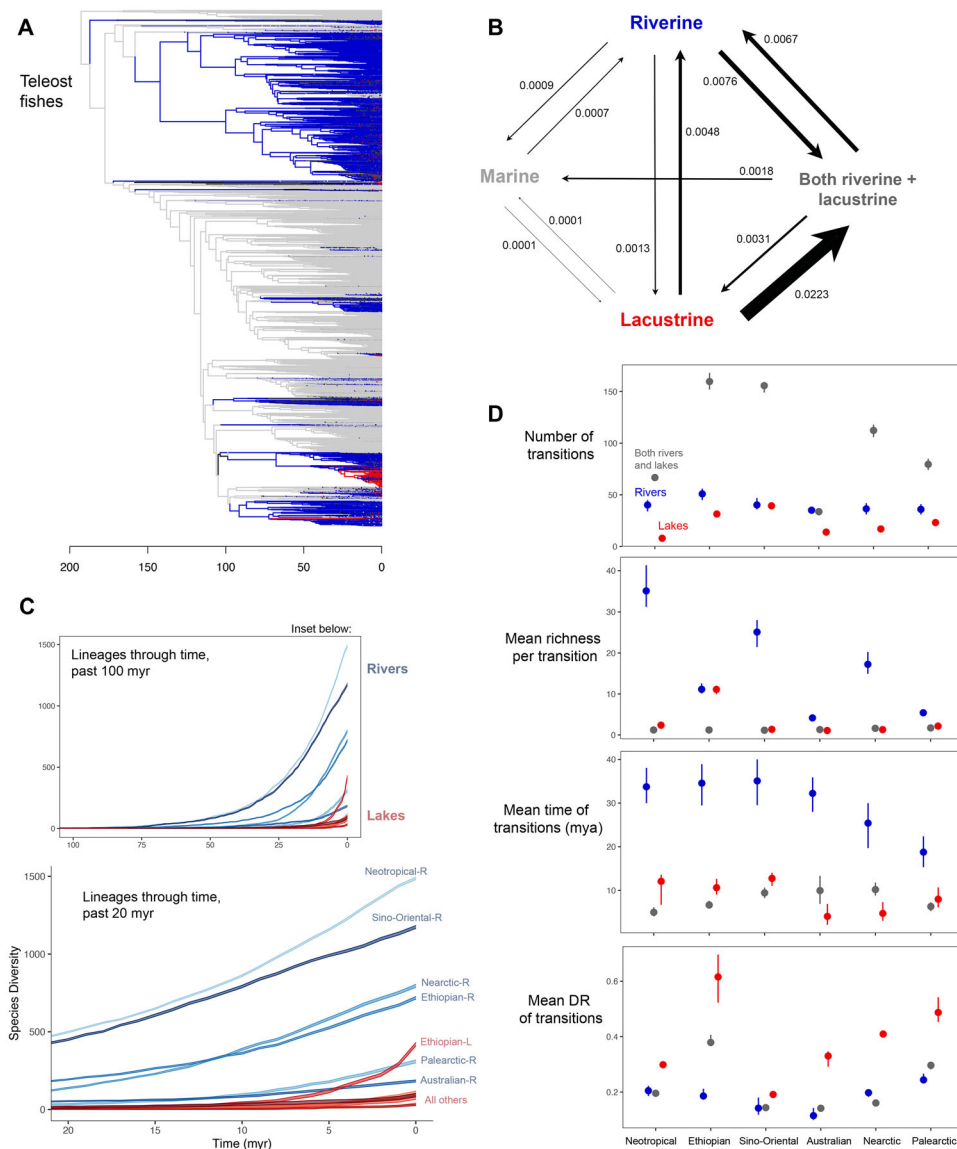 A
Teleost
fishes
200
150
100
50
0
B
Riverine
0.0067
0.0076
0.0009
0.0007
0.0048
0.0018
Marine
Both riverine +
lacustrine
0.0001
0.0001
0.0013
0.0031
0.0223
Lacustrine
C
Inset below:
Lineages through time,
past 100 myr
Rivers
Lakes
1500
1000
500
0
100
75
50
25
0
Lineages through time,
past 20 myr
Neotropical-R
Sino-Oriental-R
Nearctic-R
Ethiopian-R
Ethiopian-L
Palearctic-R
Australian-R
All others
Species Diversity
1500
1000
500
0
20
15
10
5
0
Time (myr)
D
Number of
transitions
150
100
50
0
Both rivers
and lakes
Rivers
Lakes
Mean richness
per transition
40
30
20
10
0
Mean time of
transitions (mya)
40
30
20
10
Mean DR
of transitions
0.6
0.4
0.2
Neotropical
Ethiopian
Sino-Oriental
Australian
Nearctic
Palearctic